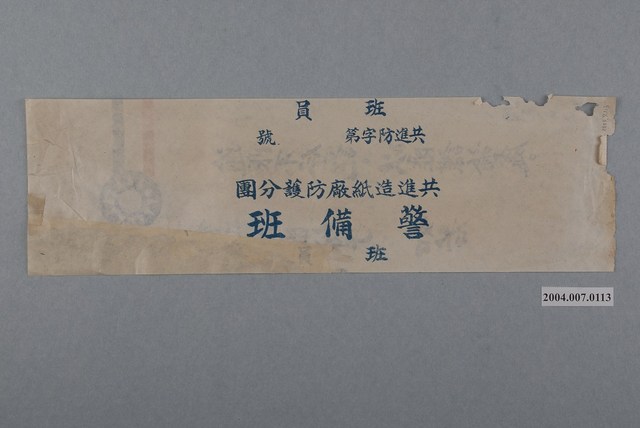 班員
共進防字第 號
共進造紙廠防護分團
警備班
班
2004.007.0113